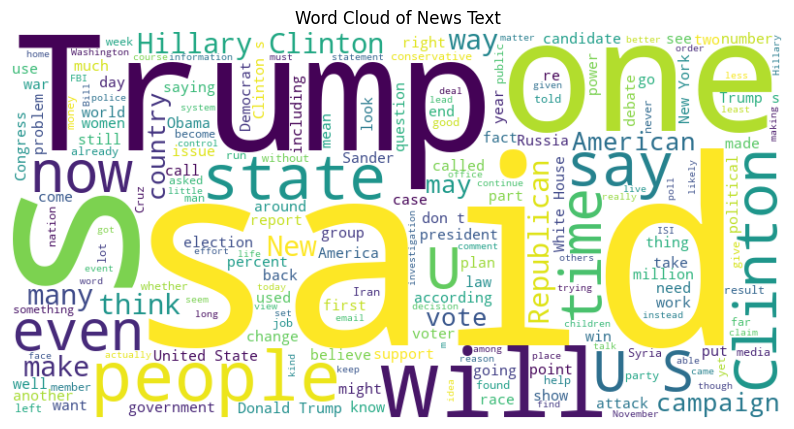 Word Cloud of News Text
Trump
one
said
S
will
people
state
say
now
even
time
Clinton
U
U S
Hillary Clinton
way
American
Republican
campaign
vote
many
think
make
may
country
New
right
candidate
two
number
conservative
see
use
much
week
Washington
home
course
information
must
statement
matter
better
order
Hillary
war
day
FBI
Bill
police
saying
Democrat
Clinton s
including
mean
look
question
year
public
power
debate
go
New York
Trump s
less
least
given
told
re
deal
lead
good
end
never
made
making
Congress
problem
world
women
money
system
Obama
become
control
still
already
issue
run
without
fact
Russia
called
call
asked
little
man
Sander
office
continue
case
part
White House
live
really
poll
likely
political
come
Cruz
nation
around
report
don t
president
election
group
percent
America
back
plan
law
according
investigation
comment
others
trying
ISI
thing
take
million
need
work
give
result
got
lot
event
word
whether
life
effort
seem
today
view
used
Iran
first
something
long
set
job
email
decision
change
voter
children
instead
win
talk
far
claim
face
actually
kind
United State
believe
support
going
among
reason
place
point
Syria
able
put
media
yet
well
member
keep
might
found
help
party
came
though
another
left
want
government
Donald Trump
know
race
idea
show
find
attack
November